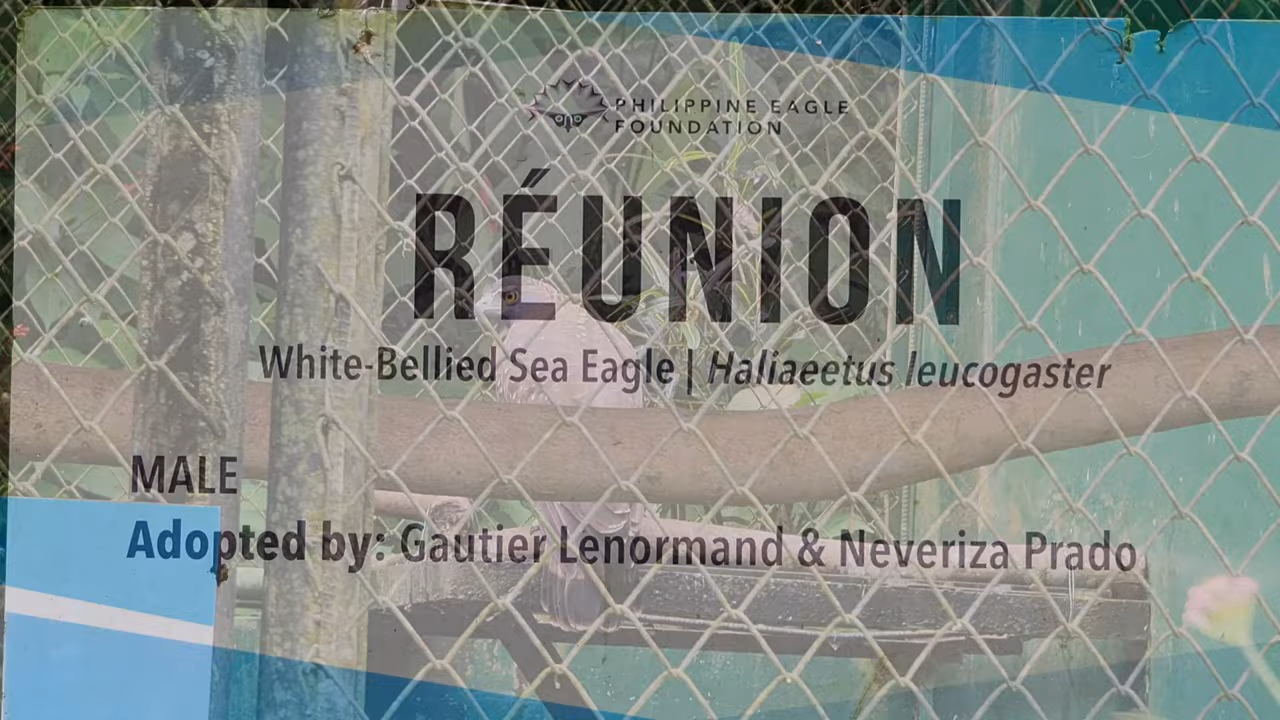 PHILIPPINE EAGLE
FOUNDATION
RÉUNION
White-Bellied Sea Eagle | Haliaeetus leucogaster
MALE
Adopted by: Gautier Lenormand & Neveriza Prado